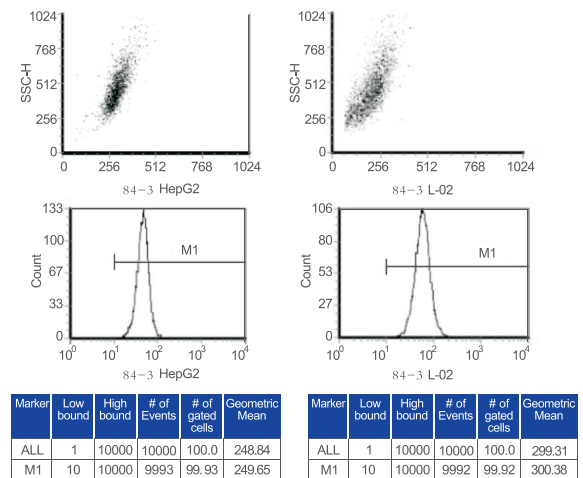 1024
768
512
256
0
SSC-H
0 256 512 768 1024
84-3 HepG2
1024
768
512
256
0
SSC-H
0 256 512 768 1024
84-3 L-02
133
100
67
33
0
Count
M1
10^0 10^1 10^2 10^3 10^4
84-3 HepG2
106
80
53
27
0
Count
M1
10^0 10^1 10^2 10^3 10^4
84-3 L-02
Marker Low bound High bound # of Events # of gated cells Geometric Mean
ALL 1 10000 10000 100.0 248.84
M1 10 10000 9993 99.93 249.65
Marker Low bound High bound # of Events # of gated cells Geometric Mean
ALL 1 10000 10000 100.0 299.31
M1 10 10000 9992 99.92 300.38